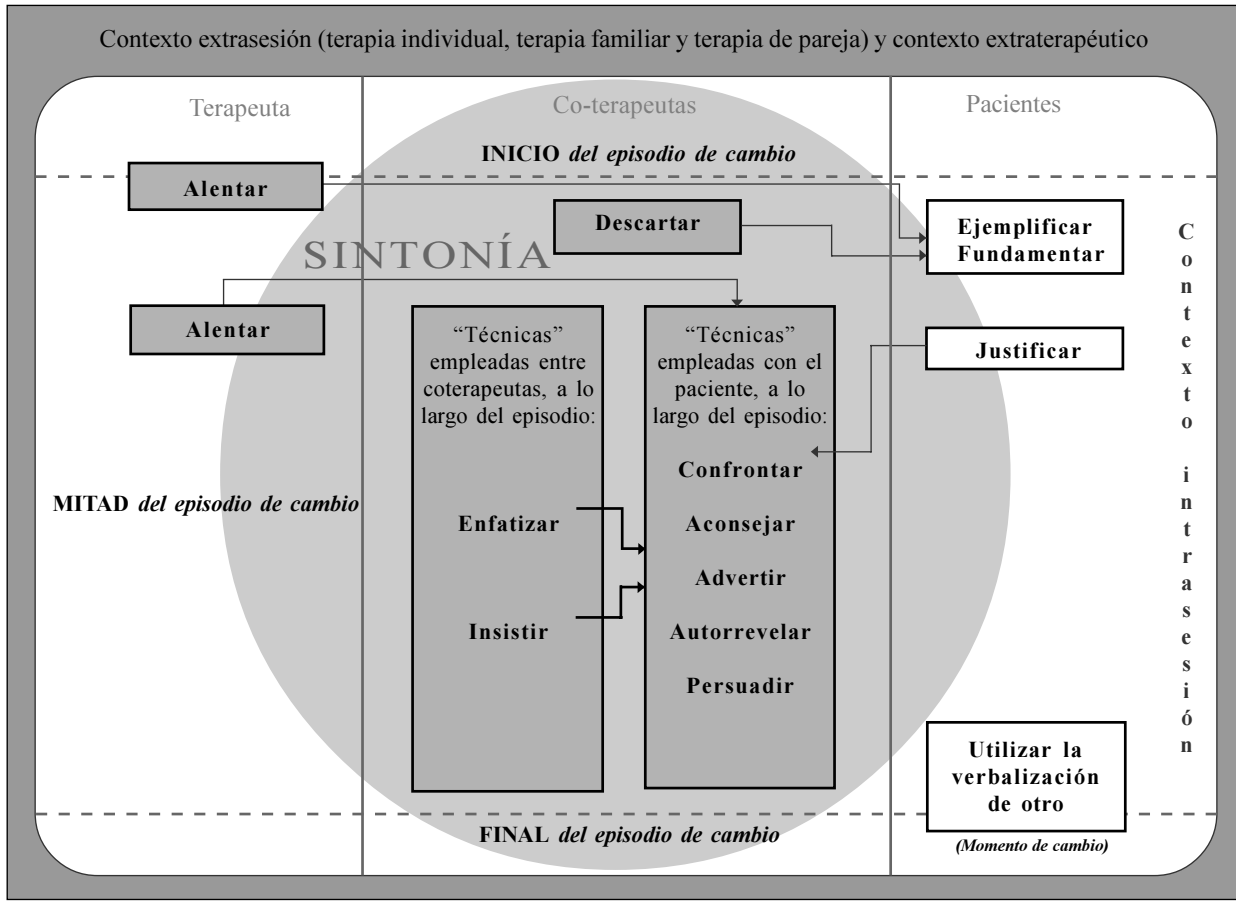 Contexto extrasesión (terapia individual, terapia familiar y terapia de pareja) y contexto extraterapéutico
Terapeuta
Co-terapeutas
Pacientes
INICIO del episodio de cambio
Alentar
Descartar
Ejemplificar
Fundamentar
SINTONÍA
Alentar
“Técnicas”
empleadas entre
coterapeutas, a lo
largo del episodio:
Enfatizar
Insistir
“Técnicas”
empleadas con el
paciente, a lo
largo del episodio:
Confrontar
Aconsejar
Advertir
Autorrevelar
Persuadir
Justificar
MITAD del episodio de cambio
Utilizar la
verbalización
de otro
(Momento de cambio)
FINAL del episodio de cambio
Contexto intrasesión